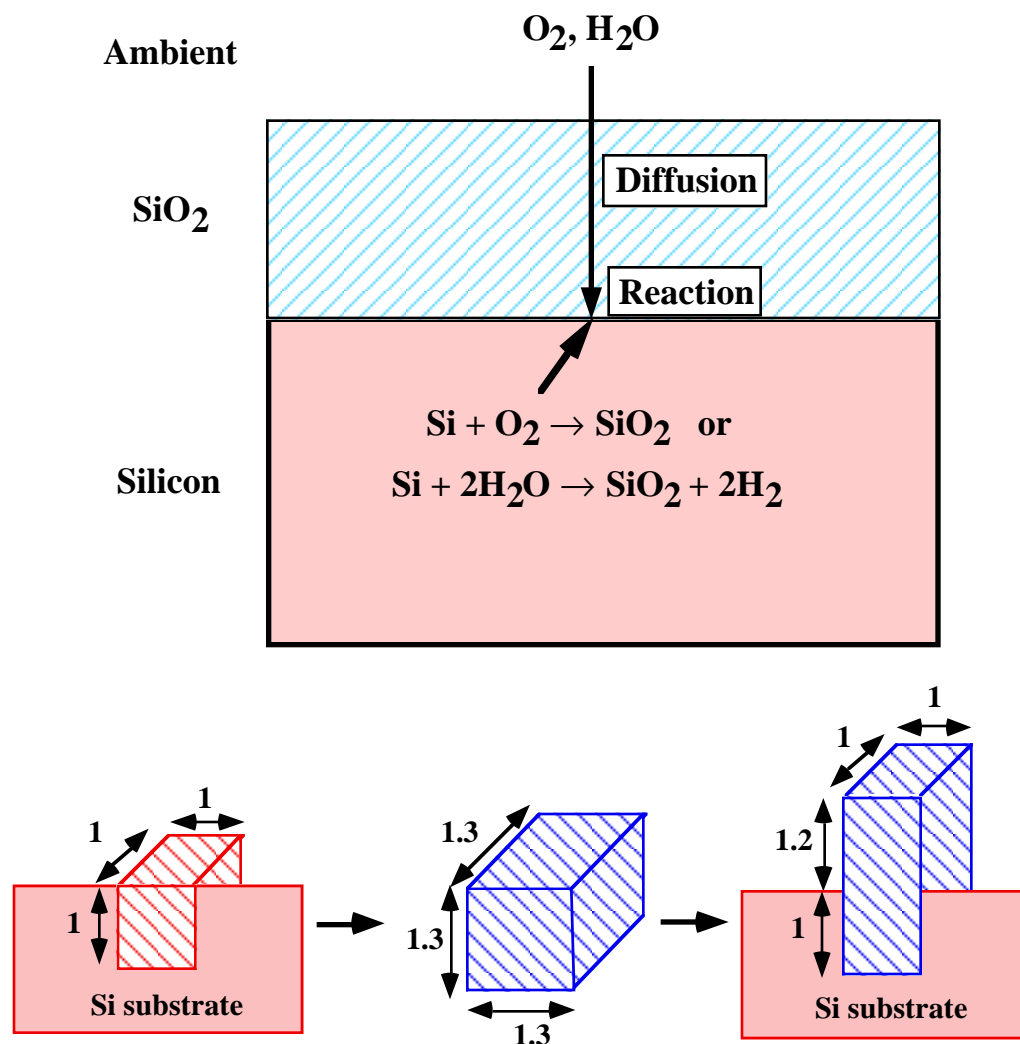 O₂, H₂O
Ambient
Diffusion
SiO₂
Reaction
Si + O₂ → SiO₂ or
Silicon
Si + 2H₂O → SiO₂ + 2H₂
1
1
1
Si substrate
1.3
1.3
1.3
1
1
1.2
1
Si substrate